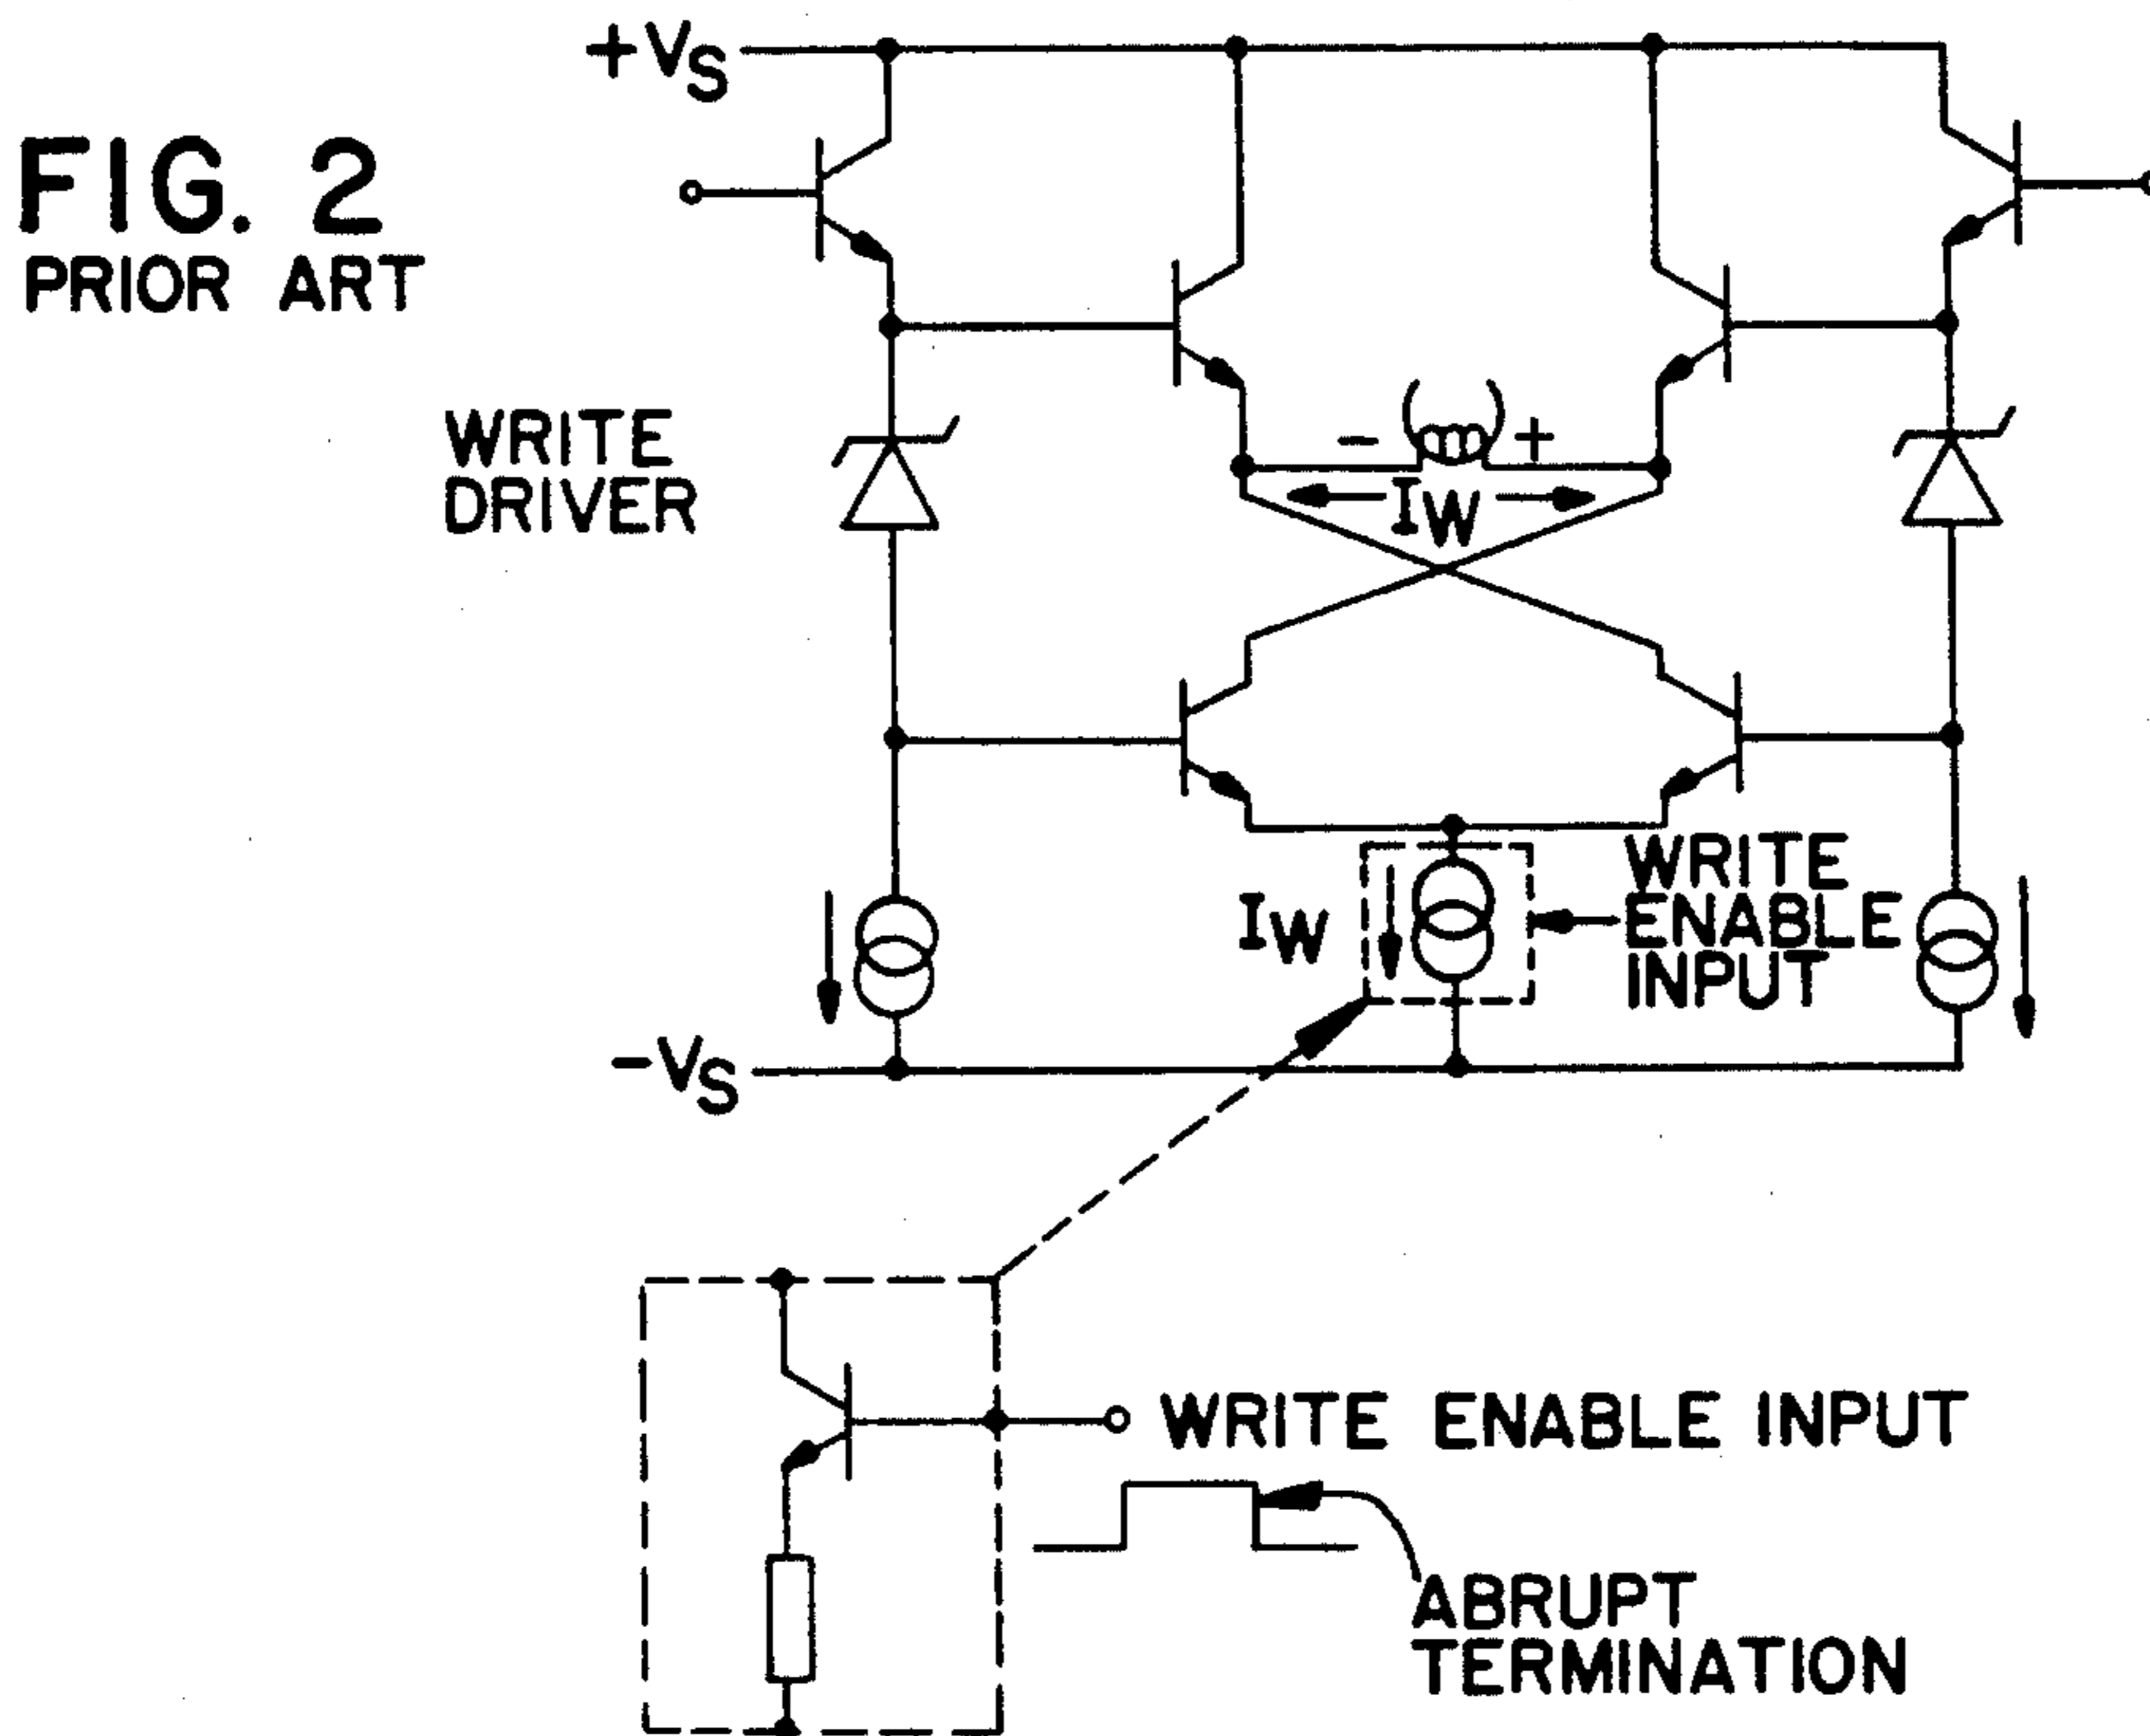 +VS
FIG. 2
PRIOR ART
WRITE
DRIVER
- +
IW
WRITE
ENABLE
INPUT
IW
-VS
WRITE ENABLE INPUT
ABRUPT
TERMINATION